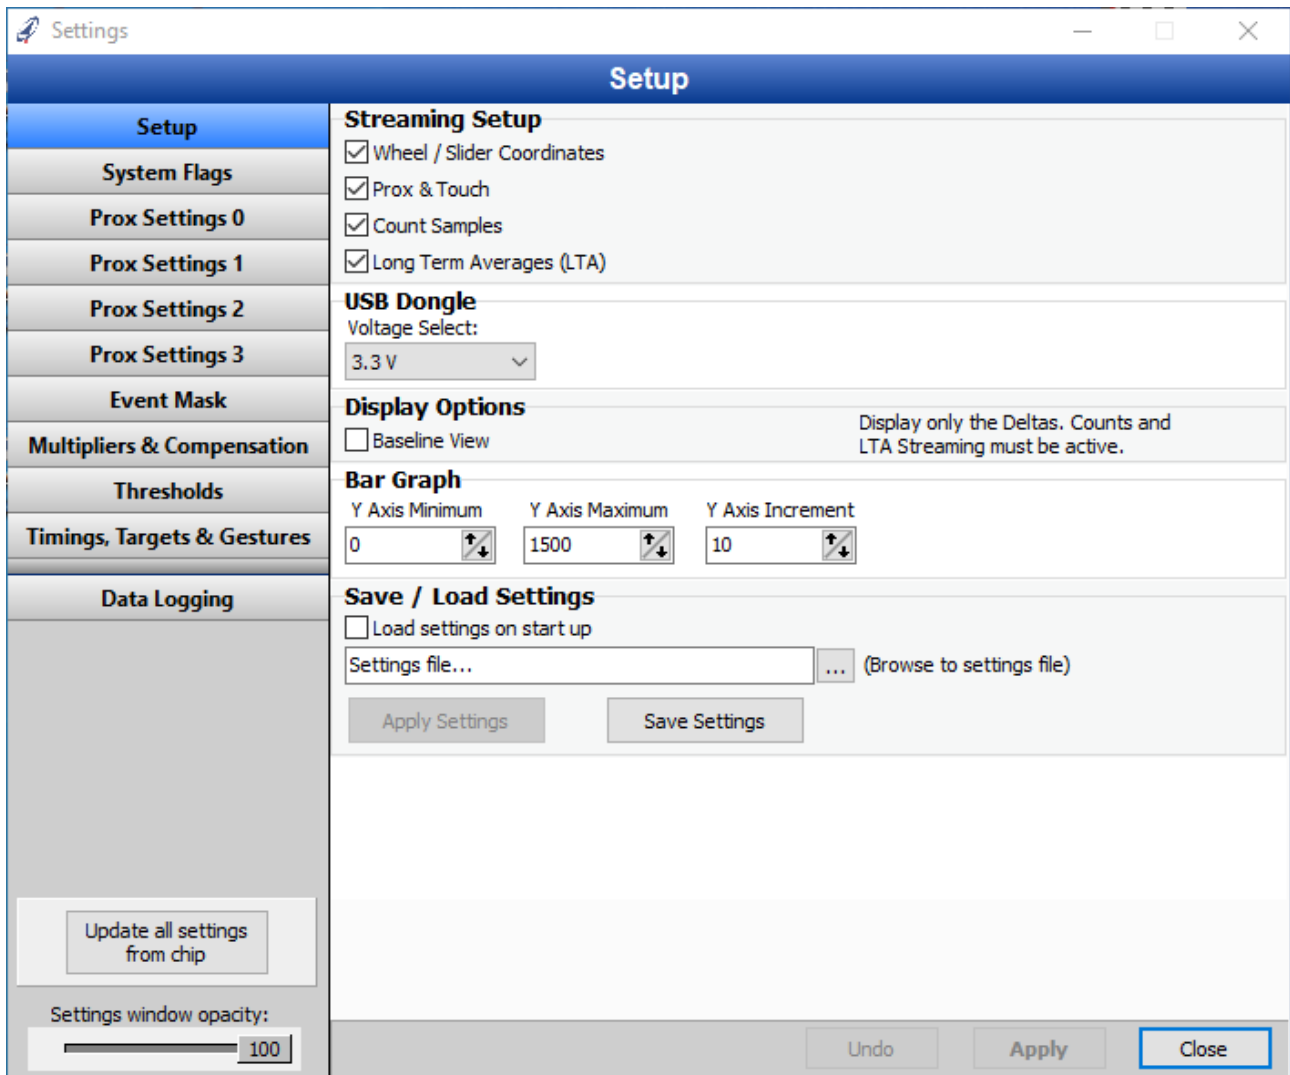 Settings
Setup
Setup
System Flags
Prox Settings 0
Prox Settings 1
Prox Settings 2
Prox Settings 3
Event Mask
Multipliers & Compensation
Thresholds
Timings, Targets & Gestures
Data Logging
Update all settings
from chip
Settings window opacity:
100
Streaming Setup
Wheel / Slider Coordinates
Prox & Touch
Count Samples
Long Term Averages (LTA)
USB Dongle
Voltage Select:
3.3 V
Display Options
Baseline View
Display only the Deltas. Counts and
LTA Streaming must be active.
Bar Graph
Y Axis Minimum Y Axis Maximum Y Axis Increment
0 1500 10
Save / Load Settings
Load settings on start up
Settings file... ... (Browse to settings file)
Apply Settings Save Settings
Undo Apply Close